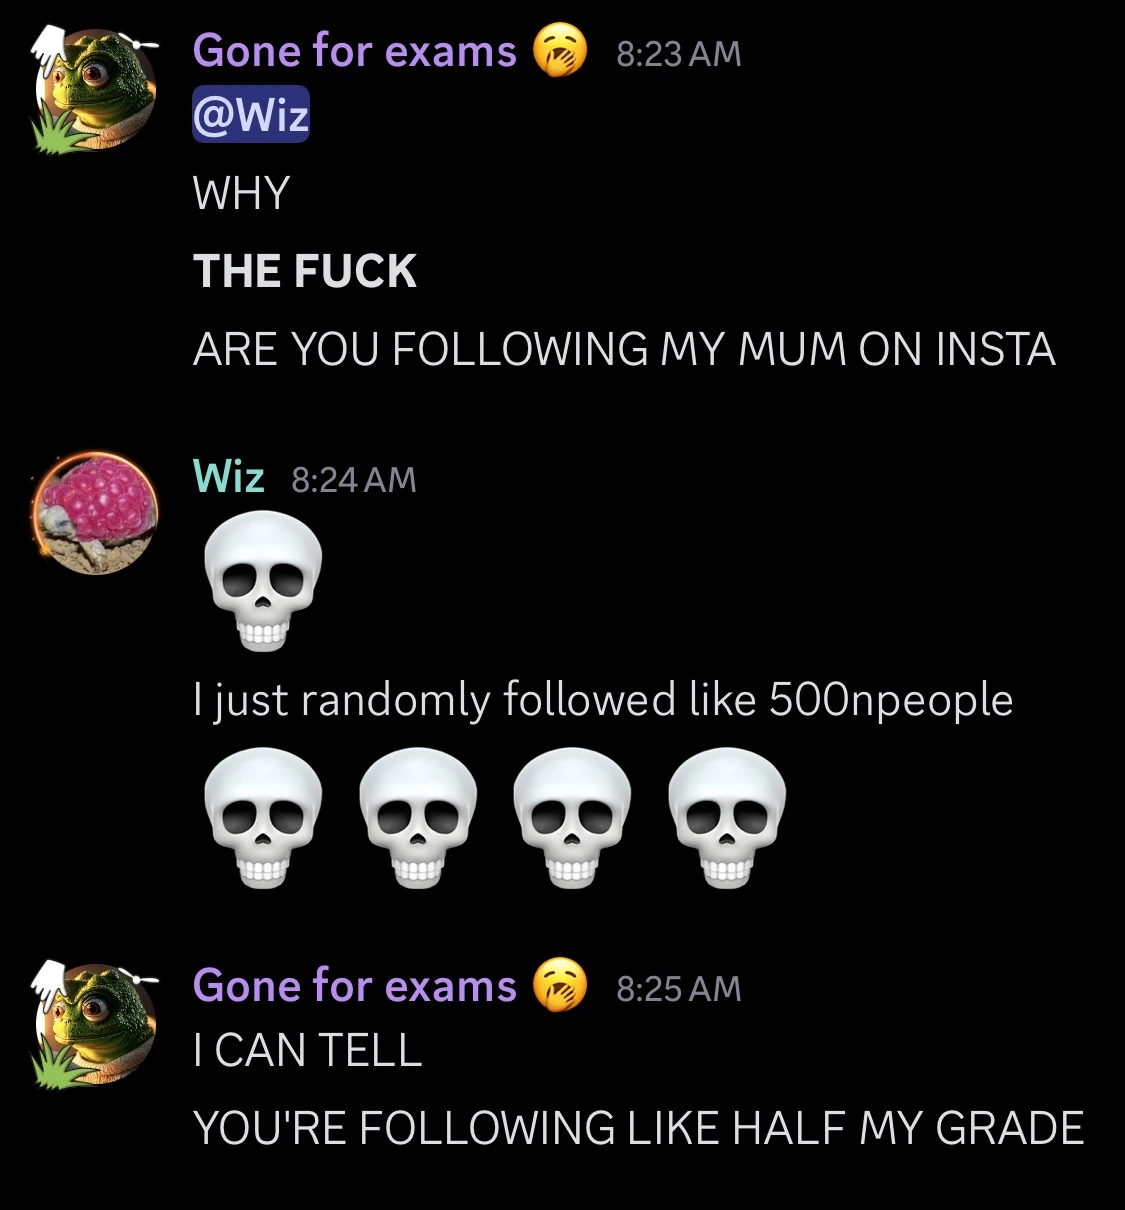 Gone for exams 🥱 8:23 AM
@Wiz
WHY
THE FUCK
ARE YOU FOLLOWING MY MUM ON INSTA
Wiz 8:24 AM
💀
I just randomly followed like 500npeople
💀 💀 💀 💀
Gone for exams 🥱 8:25 AM
I CAN TELL
YOU'RE FOLLOWING LIKE HALF MY GRADE